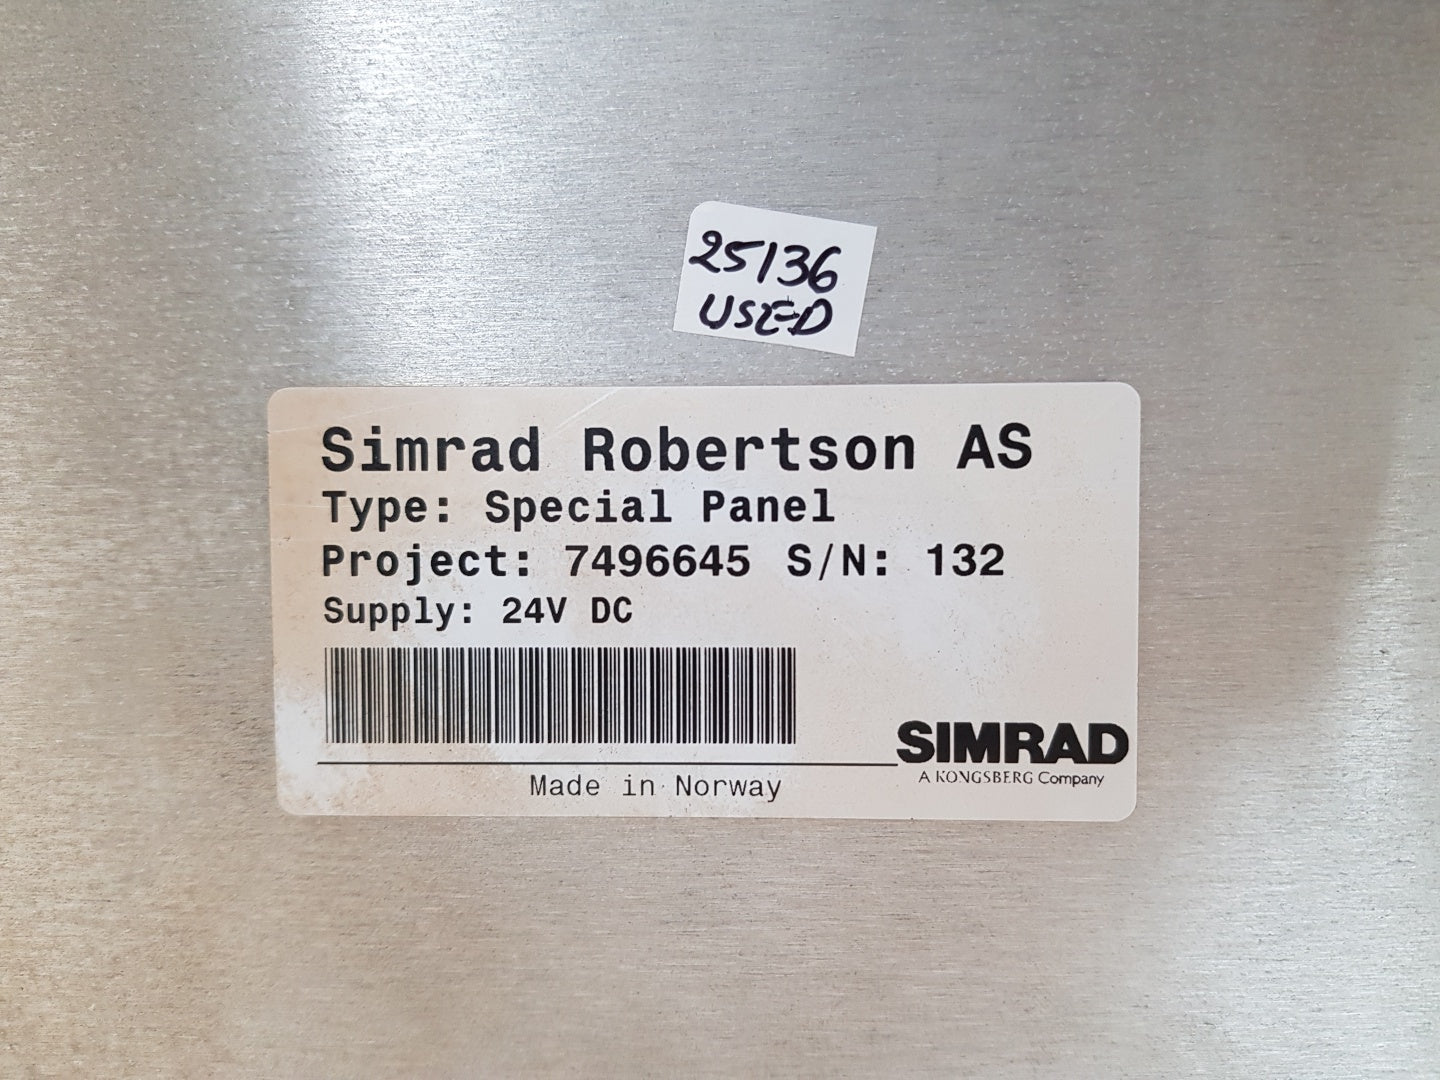 25136
USED
Simrad Robertson AS
Type: Special Panel
Project: 7496645 S/N: 132
Supply: 24V DC
SIMRAD
A KONGSBERG Company
Made in Norway